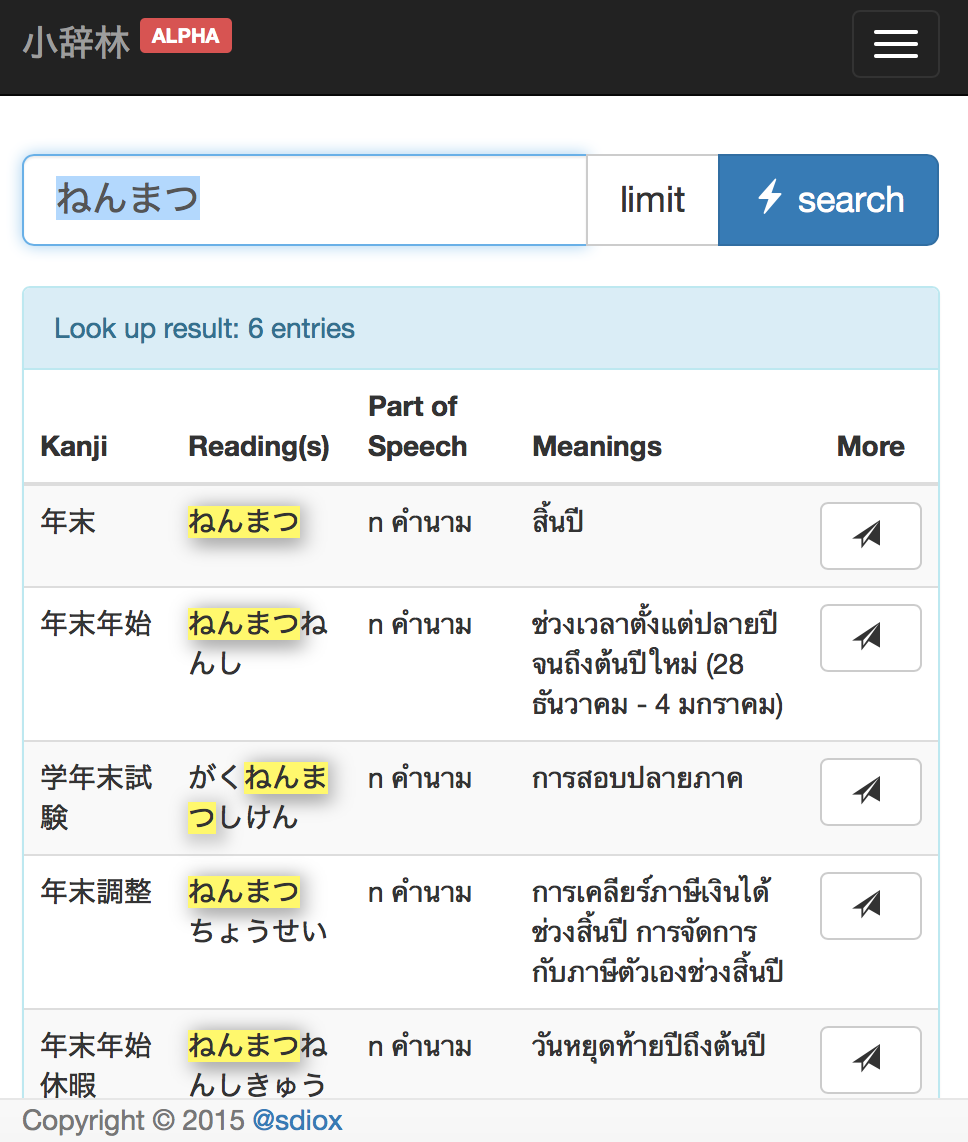 小辞林 ALPHA
ねんまつ limit search
Look up result: 6 entries
Kanji Reading(s) Part of Speech Meanings More
年末 ねんまつ n คำนาม สิ้นปี
年末年始 ねんまつね n คำนาม ช่วงเวลาตั้งแต่ปลายปี
んし จนถึงต้นปีใหม่ (28
ธันวาคม - 4 มกราคม)
学年末試 がくねんま n คำนาม การสอบปลายภาค
験 つしけん
年末調整 ねんまつ n คำนาม การเคลียร์ภาษีเงินได้
ちょうせい ช่วงสิ้นปี การจัดการ
กับภาษีตัวเองช่วงสิ้นปี
年末年始 ねんまつね n คำนาม วันหยุดท้ายปีถึงต้นปี
休暇 んしきゅう
Copyright © 2015 @sdiox